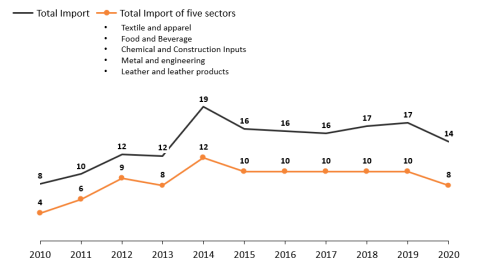 Total Import
Total Import of five sectors
• Textile and apparel
• Food and Beverage
• Chemical and Construction Inputs
• Metal and engineering
• Leather and leather products
8 10 12 12 19 16 16 16 17 17 14
4 6 9 8 12 10 10 10 10 10 8
2010 2011 2012 2013 2014 2015 2016 2017 2018 2019 2020